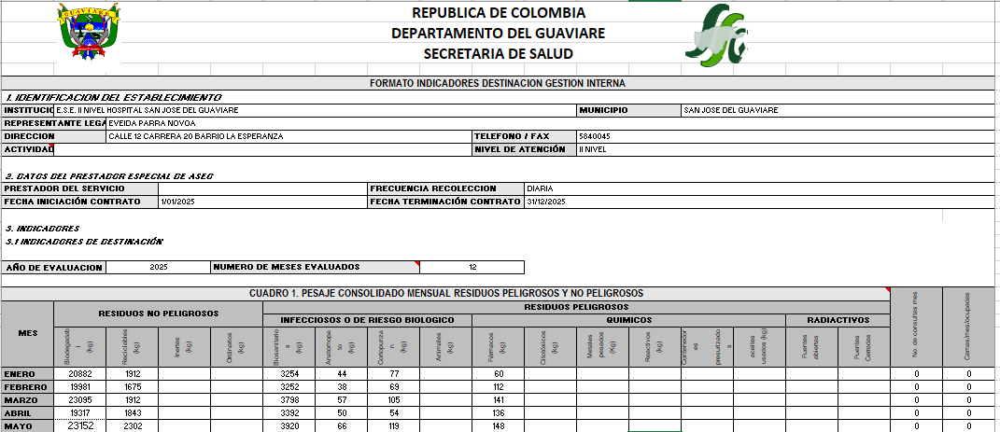 GUAVIARE
REPUBLICA DE COLOMBIA
DEPARTAMENTO DEL GUAVIARE
SECRETARIA DE SALUD
FORMATO INDICADORES DESTINACION GESTION INTERNA
1. IDENTIFICACION DEL ESTABLECIMIENTO
INSTITUCIO E.S.E. II NIVEL HOSPITAL SAN JOSE DEL GUAVIARE MUNICIPIO SAN JOSE DEL GUAVIARE
REPRESENTANTE LEGA EVEIDA PARRA NOVOA
DIRECCION CALLE 12 CARRERA 20 BARRIO LA ESPERANZA TELEFONO / FAX 5840045
ACTIVIDAD NIVEL DE ATENCIÓN II NIVEL
2. DATOS DEL PRESTADOR ESPECIAL DE ASEO
PRESTADOR DEL SERVICIO FRECUENCIA RECOLECCION DIARIA
FECHA INICIACIÓN CONTRATO 1/01/2025 FECHA TERMINACIÓN CONTRATO 31/12/2025
3. INDICADORES
3.1 INDICADORES DE DESTINACIÓN
AÑO DE EVALUACION 2025 NUMERO DE MESES EVALUADOS 12
CUADRO 1. PESAJE CONSOLIDADO MENSUAL RESIDUOS PELIGROSOS Y NO PELIGROSOS
MES RESIDUOS NO PELIGROSOS RESIDUOS PELIGROSOS No. de consultas mes Camas/mes/ocupadas
INFECCIOSOS O DE RIESGO BIOLOGICO QUIMICOS RADIACTIVOS
Biodegradabl (kg) Reciclables (kg) Inertes (kg) Ordinarios (kg) Biosanitarios (kg) Anatomopato (kg) Cortopunzan (kg) Animales (kg) Fármacos (kg) Citotóxicos (kg) Metales pesados (Kg) Reactivos (kg) Contenedores presurizados aceites usados (kg) Fuentes abiertas Fuentes Cerradas
ENERO 20882 1912 3254 44 77 60 0 0
FEBRERO 19981 1675 3252 38 69 112 0 0
MARZO 23095 1912 3798 57 105 141 0 0
ABRIL 19317 1843 3392 50 54 136 0 0
MAYO 23152 2302 3920 66 119 148 0 0